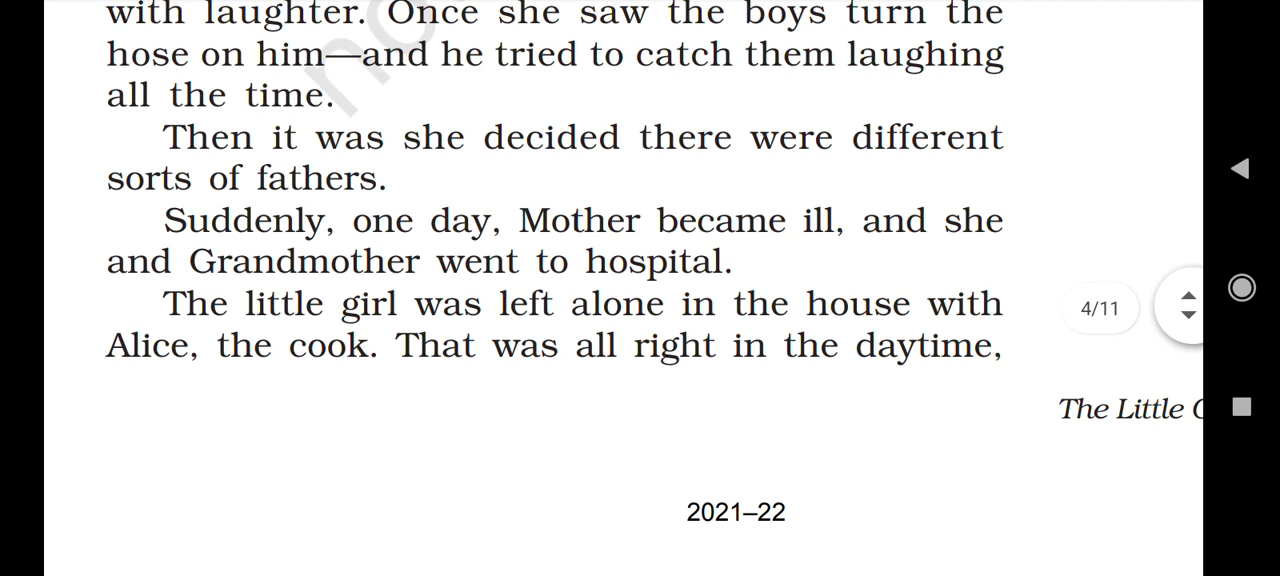 with laughter. Once she saw the boys turn the
hose on him—and he tried to catch them laughing
all the time.
Then it was she decided there were different
sorts of fathers.
Suddenly, one day, Mother became ill, and she
and Grandmother went to hospital.
The little girl was left alone in the house with
Alice, the cook. That was all right in the daytime,
4/11
The Little
2021–22